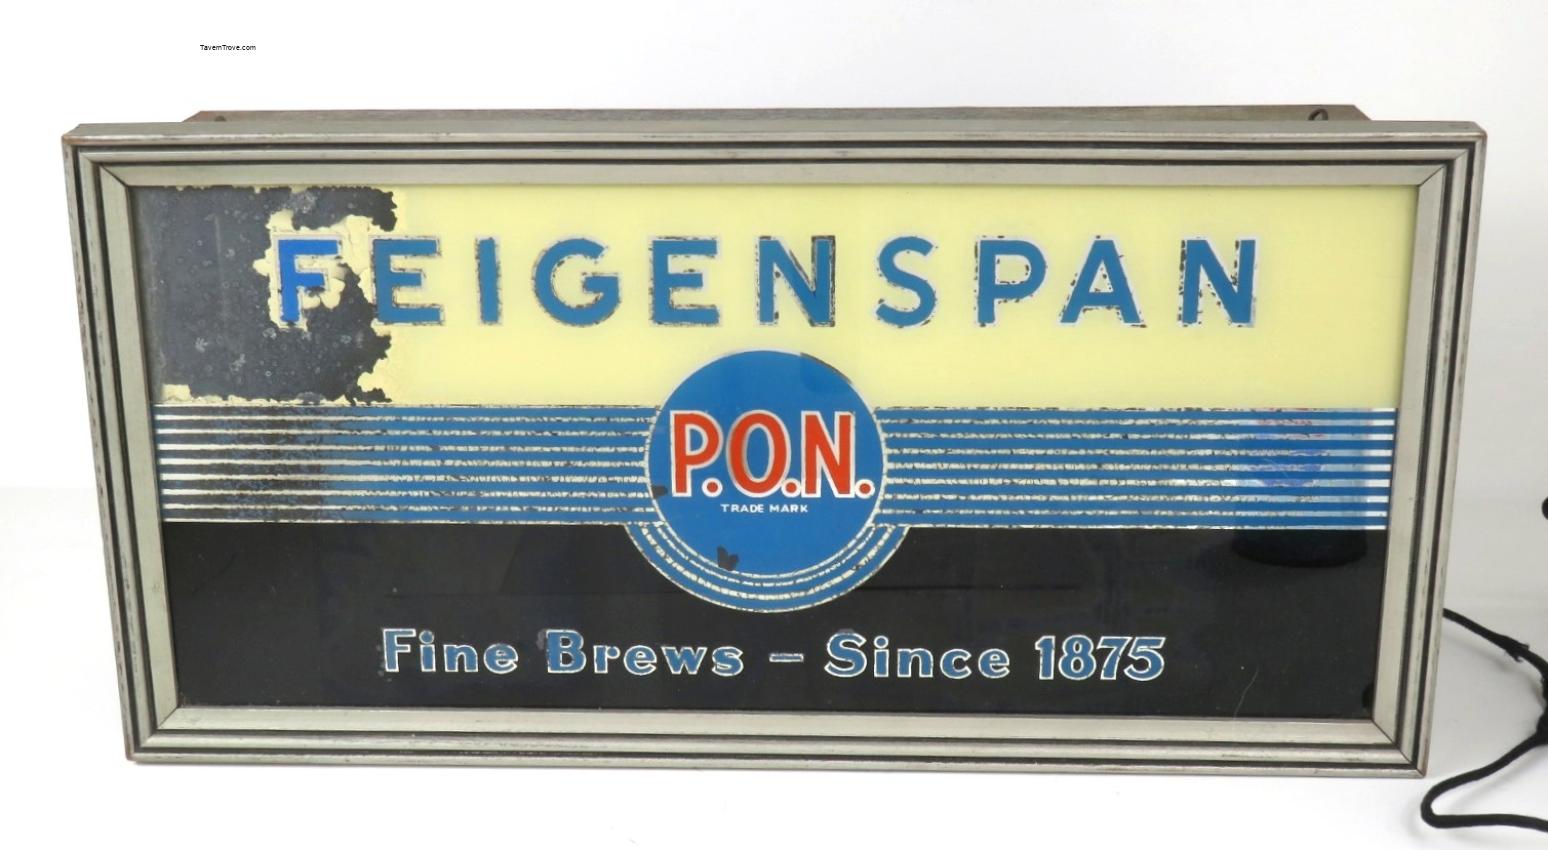 TavernTrove.com
FEIGENSPAN
P.O.N.
TRADE MARK
Fine Brews - Since 1875